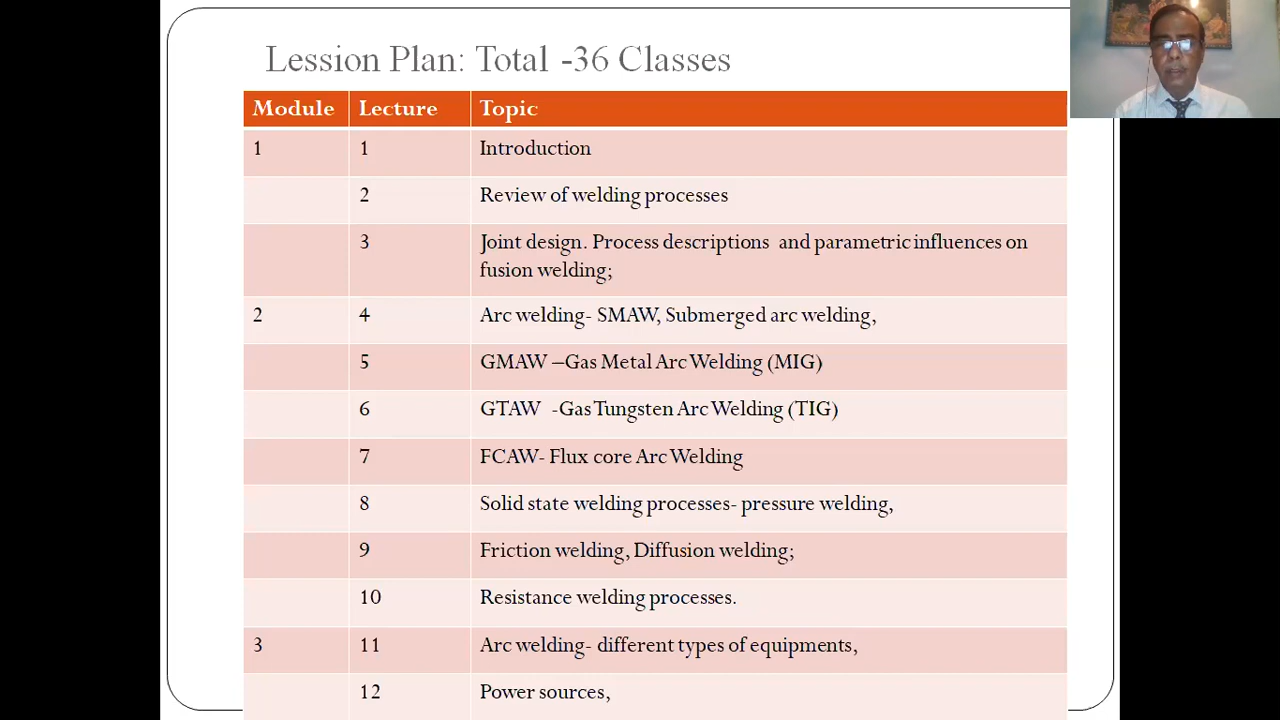 Lession Plan: Total -36 Classes
Module Lecture Topic
1 1 Introduction
2 Review of welding processes
3 Joint design. Process descriptions and parametric influences on
fusion welding;
2 4 Arc welding- SMAW, Submerged arc welding,
5 GMAW –Gas Metal Arc Welding (MIG)
6 GTAW -Gas Tungsten Arc Welding (TIG)
7 FCAW- Flux core Arc Welding
8 Solid state welding processes- pressure welding,
9 Friction welding, Diffusion welding;
10 Resistance welding processes.
3 11 Arc welding- different types of equipments,
12 Power sources,